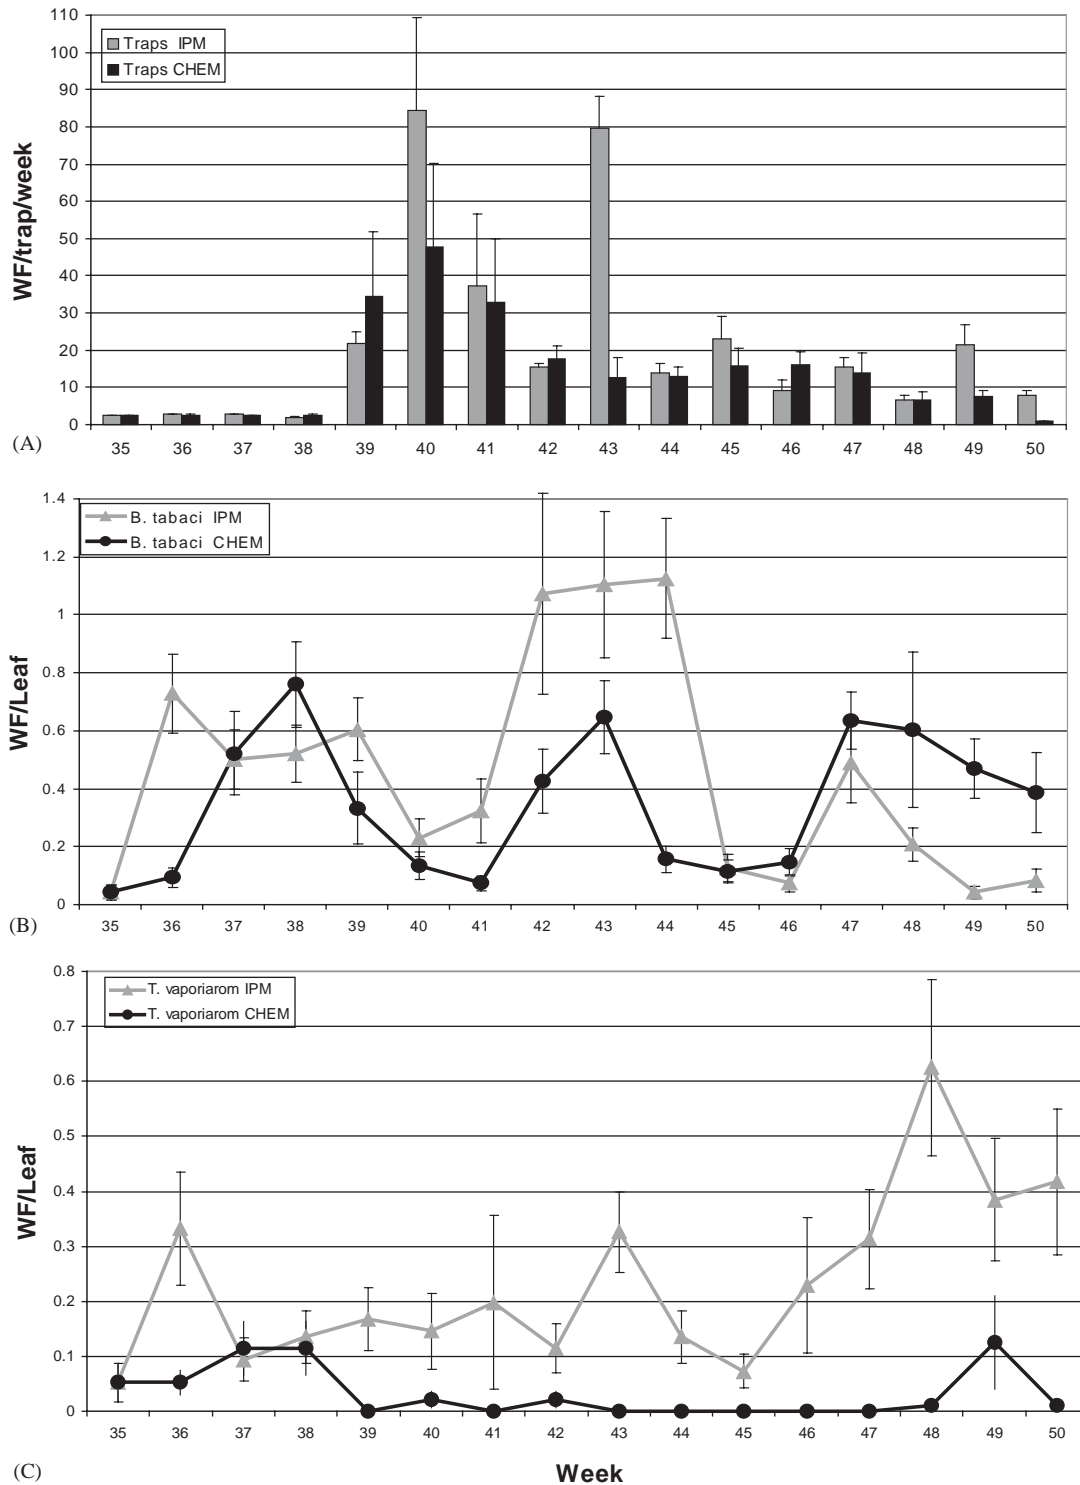 110
100
90
80
70
60
50
40
30
20
10
0
WF/trap/week
Traps IPM
Traps CHEM
35 36 37 38 39 40 41 42 43 44 45 46 47 48 49 50
(A)
1.4
1.2
1
0.8
0.6
0.4
0.2
0
WF/Leaf
B. tabaci IPM
B. tabaci CHEM
35 36 37 38 39 40 41 42 43 44 45 46 47 48 49 50
(B)
0.8
0.7
0.6
0.5
0.4
0.3
0.2
0.1
0
WF/Leaf
T. vaporiarom IPM
T. vaporiarom CHEM
35 36 37 38 39 40 41 42 43 44 45 46 47 48 49 50
(C)
Week